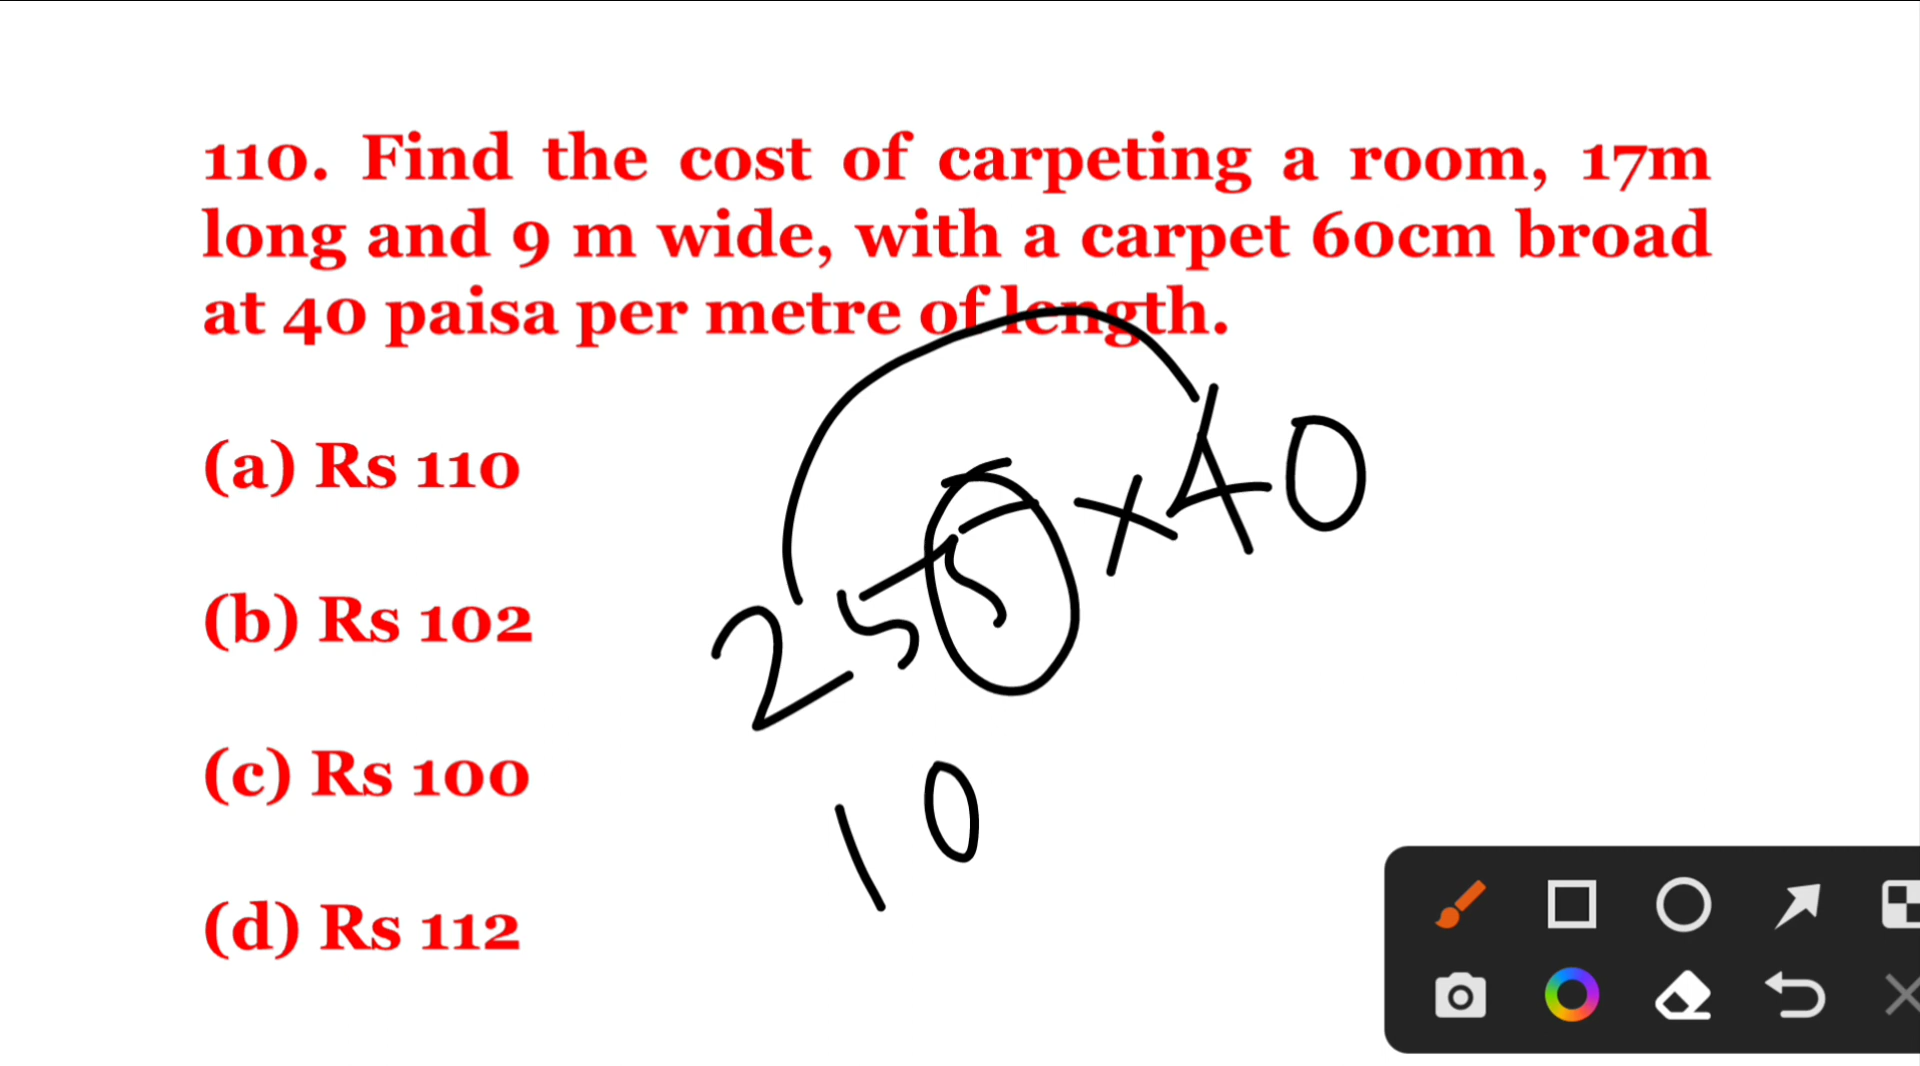 110. Find the cost of carpeting a room, 17m
long and 9 m wide, with a carpet 60cm broad
at 40 paisa per metre of length.
(a) Rs 110
(b) Rs 102
(c) Rs 100
(d) Rs 112
255 × 40
10